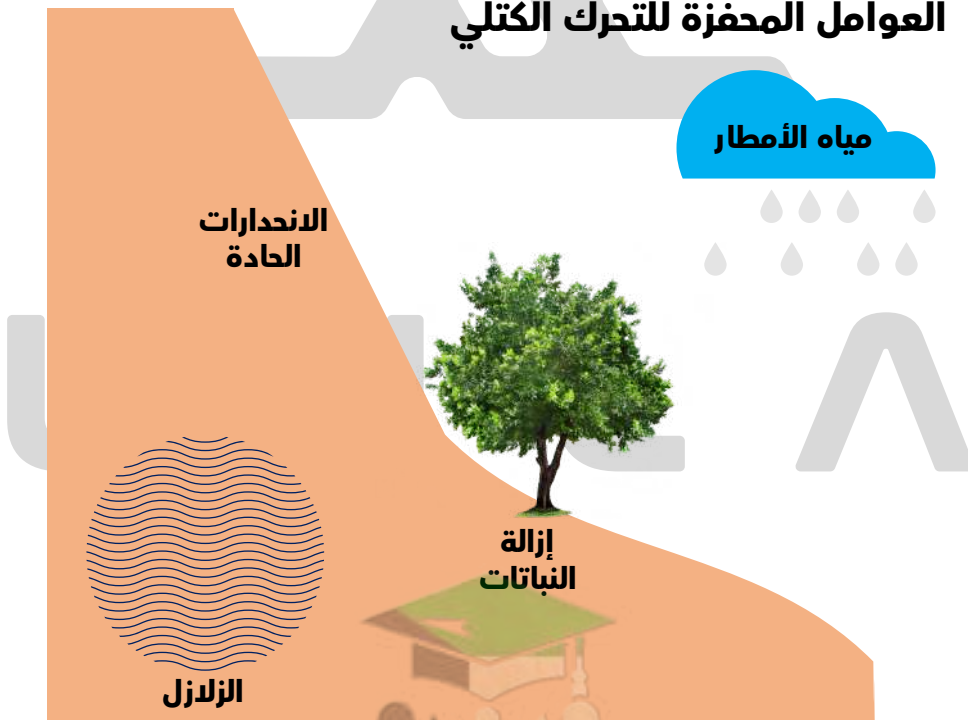 العوامل المحفزة للتحرك الكتلي
مياه الأمطار
الانحدارات
الحادة
إزالة
النباتات
الزلازل